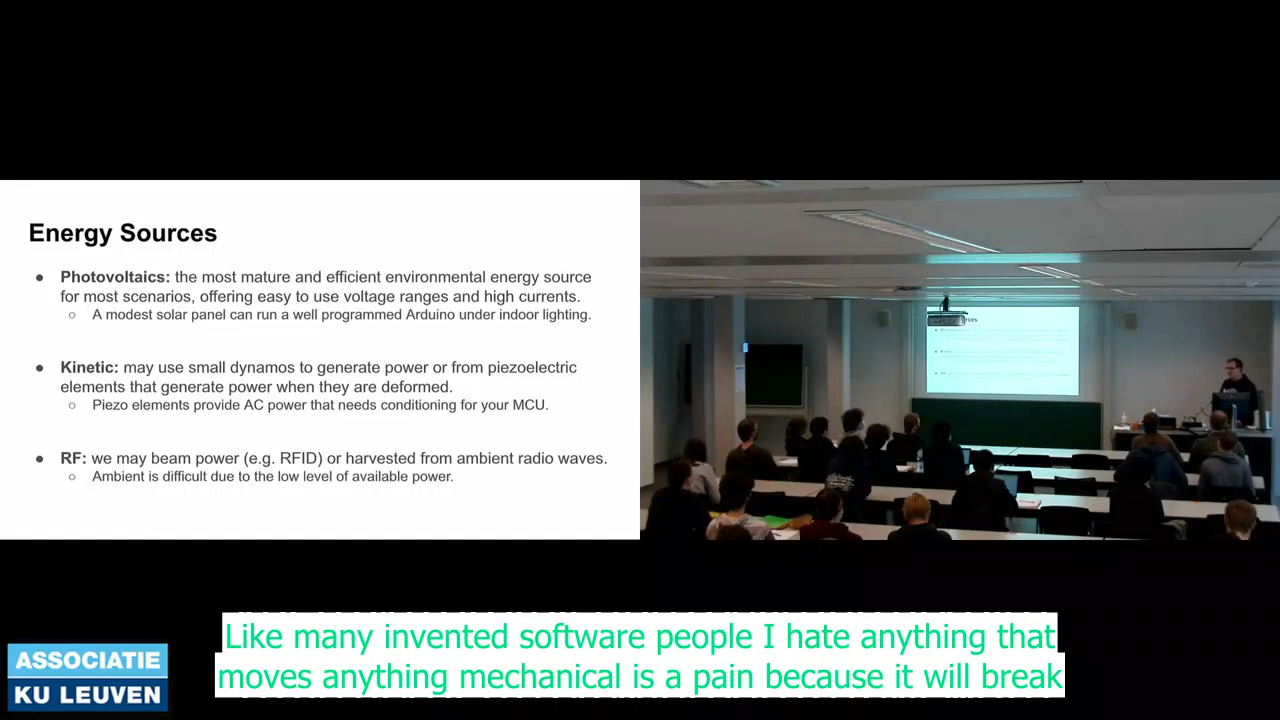 Energy Sources
● Photovoltaics: the most mature and efficient environmental energy source
for most scenarios, offering easy to use voltage ranges and high currents.
○ A modest solar panel can run a well programmed Arduino under indoor lighting.
● Kinetic: may use small dynamos to generate power or from piezoelectric
elements that generate power when they are deformed.
○ Piezo elements provide AC power that needs conditioning for your MCU.
● RF: we may beam power (e.g. RFID) or harvested from ambient radio waves.
○ Ambient is difficult due to the low level of available power.
Like many invented software people I hate anything that
moves anything mechanical is a pain because it will break
ASSOCIATIE
KU LEUVEN